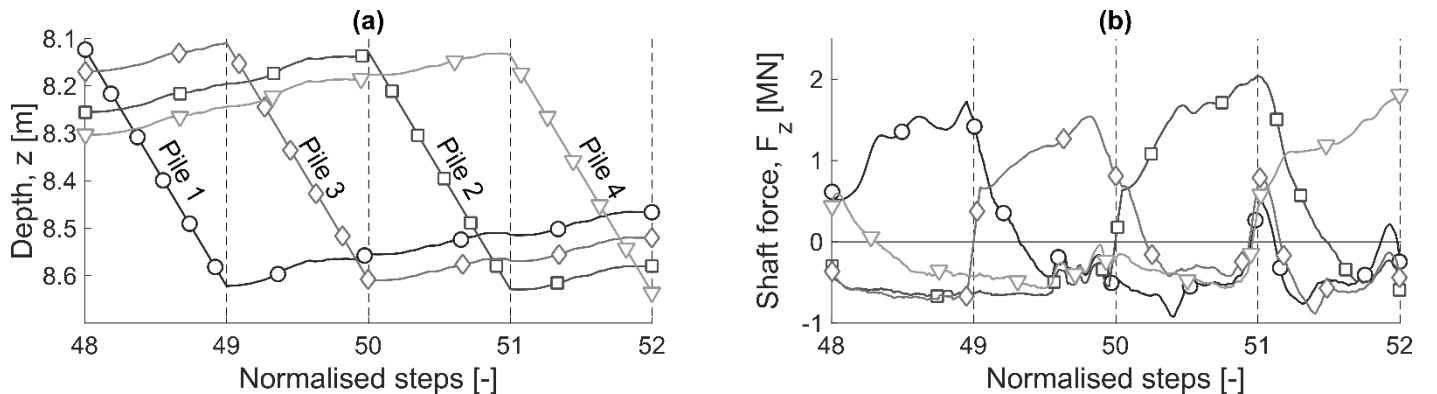 (a)
8.1
8.2
8.3
8.4
8.5
8.6
Depth, z [m]
Pile 1
Pile 3
Pile 2
Pile 4
48
49
50
51
52
Normalised steps [-]
(b)
2
1
0
-1
Shaft force, F_z [MN]
48
49
50
51
52
Normalised steps [-]